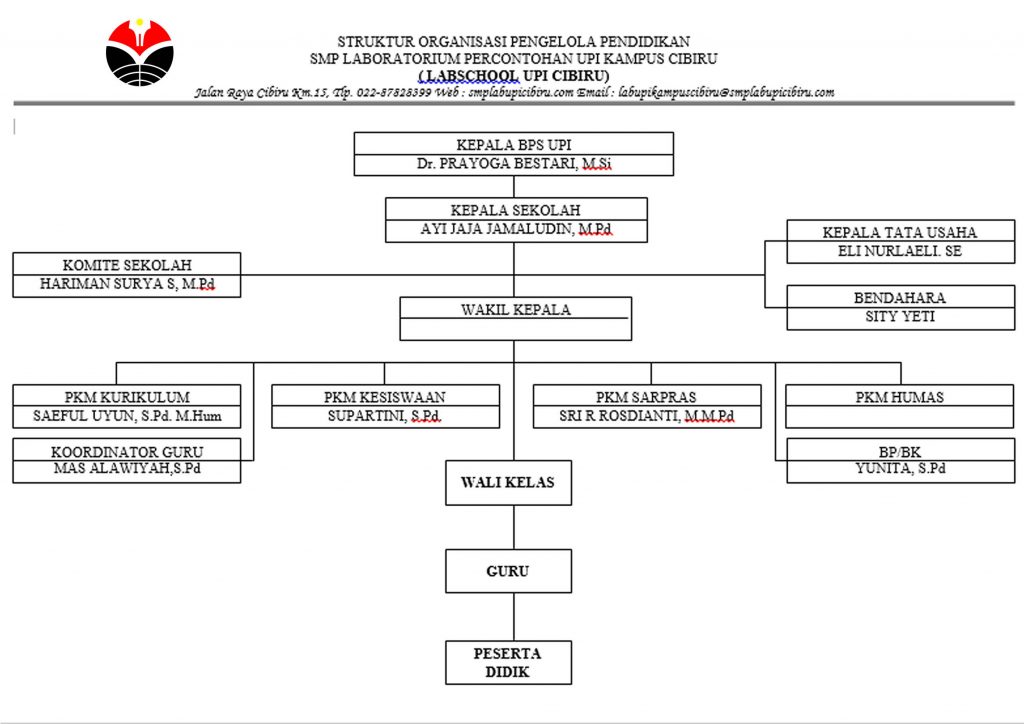 STRUKTUR ORGANISASI PENGELOLA PENDIDIKAN
SMP LABORATORIUM PERCONTOHAN UPI KAMPUS CIBIRU
( LABSCHOOL UPI CIBIRU)
Jalan Raya Cibiru Km.15, Tlp. 022-87828399 Web : smplabupicibiru.com Email : labupikampuscibiru@smplabupicibiru.com
KEPALA BPS UPI
Dr. PRAYOGA BESTARI, M.Si
KEPALA SEKOLAH
AYI JAJA JAMALUDIN, M.Pd
KEPALA TATA USAHA
ELI NURLAELI. SE
KOMITE SEKOLAH
HARIMAN SURYA S, M.Pd
BENDAHARA
SITY YETI
WAKIL KEPALA
PKM KURIKULUM
SAEFUL UYUN, S.Pd. M.Hum
PKM KESISWAAN
SUPARTINI, S.Pd.
PKM SARPRAS
SRI R ROSDIANTI, M.M.Pd
PKM HUMAS
KOORDINATOR GURU
MAS ALAWIYAH,S.Pd
BP/BK
YUNITA, S.Pd
WALI KELAS
GURU
PESERTA
DIDIK